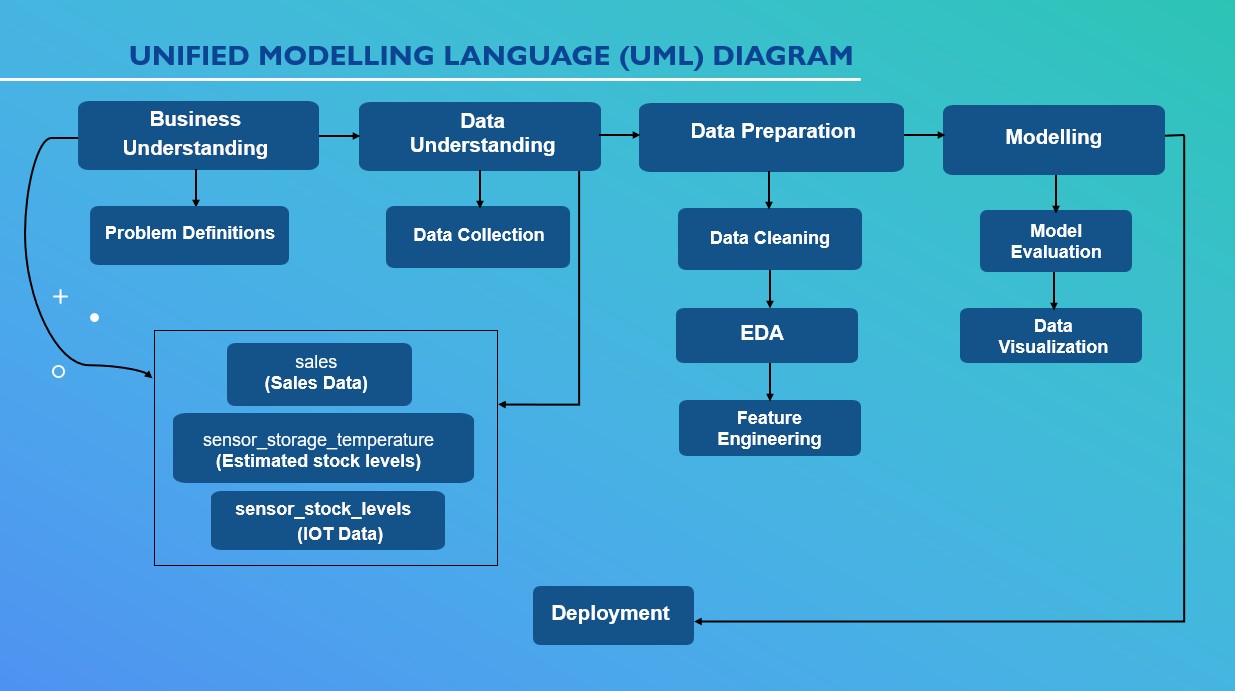 UNIFIED MODELLING LANGUAGE (UML) DIAGRAM
Business
Understanding
Data
Understanding
Data Preparation
Modelling
Problem Definitions
Data Collection
Data Cleaning
Model
Evaluation
EDA
Data
Visualization
Feature
Engineering
sales
(Sales Data)
sensor_storage_temperature
(Estimated stock levels)
sensor_stock_levels
(IOT Data)
Deployment